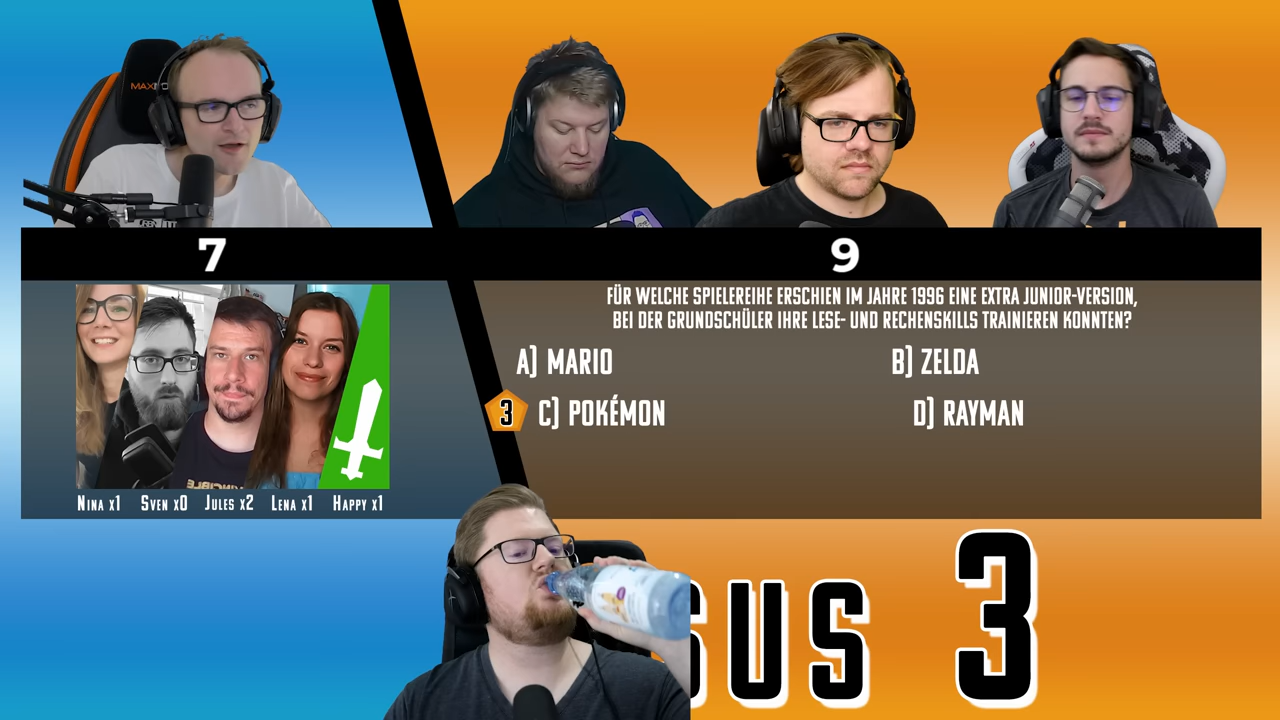 MAXNO
7
9
FÜR WELCHE SPIELEREIHE ERSCHIEN IM JAHRE 1996 EINE EXTRA JUNIOR-VERSION,
BEI DER GRUNDSCHÜLER IHRE LESE- UND RECHENSKILLS TRAINIEREN KONNTEN?
A) MARIO
B) ZELDA
3 C) POKÉMON
D) RAYMAN
NINA X1 SVEN X0 JULES X2 LENA X1 HAPPY X1
SUS 3